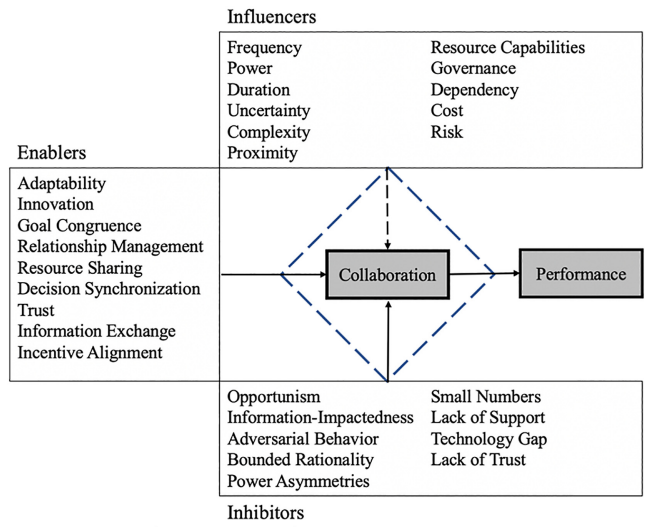 Influencers
Frequency
Power
Duration
Uncertainty
Complexity
Proximity
Resource Capabilities
Governance
Dependency
Cost
Risk
Enablers
Adaptability
Innovation
Goal Congruence
Relationship Management
Resource Sharing
Decision Synchronization
Trust
Information Exchange
Incentive Alignment
Collaboration
Performance
Opportunism
Information-Impactedness
Adversarial Behavior
Bounded Rationality
Power Asymmetries
Small Numbers
Lack of Support
Technology Gap
Lack of Trust
Inhibitors